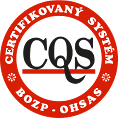 CERTIFIKOVANÝ SYSTÉM
CQS
BOZP - OHSAS